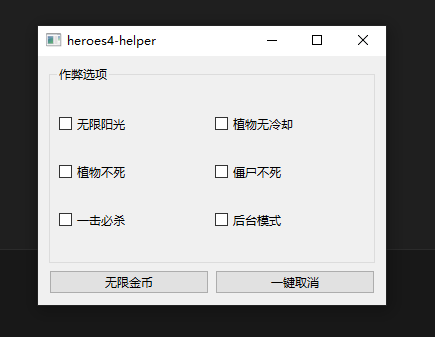 heroes4-helper
作弊选项
无限阳光
植物无冷却
植物不死
僵尸不死
一击必杀
后台模式
无限金币
一键取消